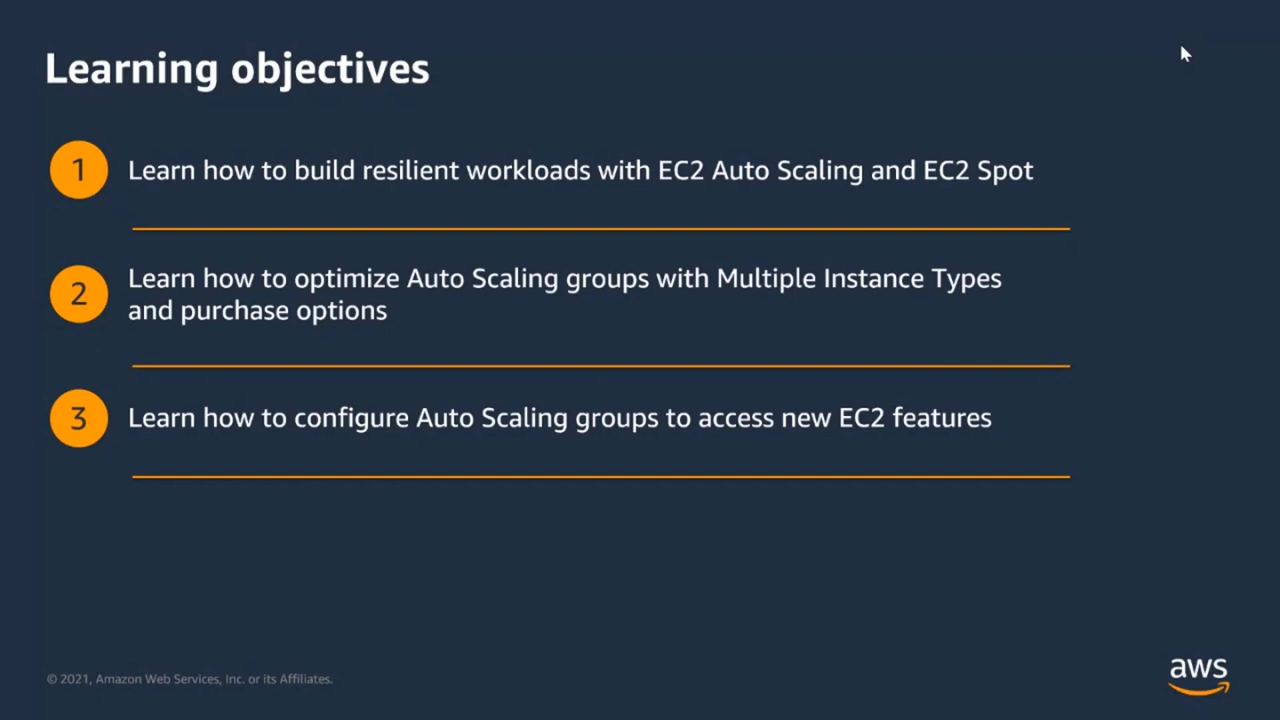 Learning objectives
1
Learn how to build resilient workloads with EC2 Auto Scaling and EC2 Spot
2
Learn how to optimize Auto Scaling groups with Multiple Instance Types
and purchase options
3
Learn how to configure Auto Scaling groups to access new EC2 features
© 2021, Amazon Web Services, Inc. or its Affiliates.
aws